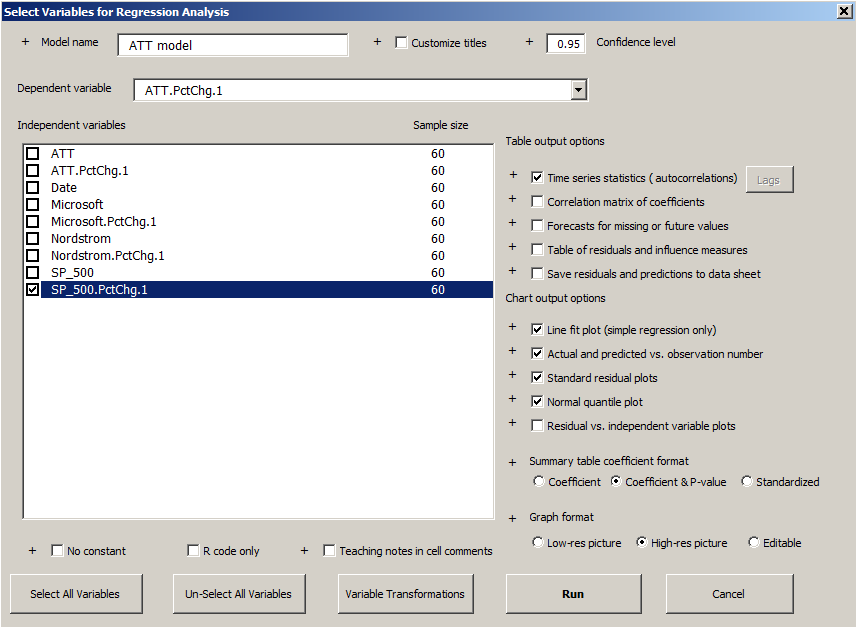 Select Variables for Regression Analysis
+ Model name ATT model + Customize titles + 0.95 Confidence level
Dependent variable ATT.PctChg.1
Independent variables Sample size
ATT 60
ATT.PctChg.1 60
Date 60
Microsoft 60
Microsoft.PctChg.1 60
Nordstrom 60
Nordstrom.PctChg.1 60
SP_500 60
SP_500.PctChg.1 60
Table output options
+ Time series statistics ( autocorrelations) Lags
+ Correlation matrix of coefficients
+ Forecasts for missing or future values
+ Table of residuals and influence measures
+ Save residuals and predictions to data sheet
Chart output options
+ Line fit plot (simple regression only)
+ Actual and predicted vs. observation number
+ Standard residual plots
+ Normal quantile plot
+ Residual vs. independent variable plots
+ Summary table coefficient format
Coefficient Coefficient & P-value Standardized
+ Graph format
Low-res picture High-res picture Editable
+ No constant R code only + Teaching notes in cell comments
Select All Variables Un-Select All Variables Variable Transformations Run Cancel